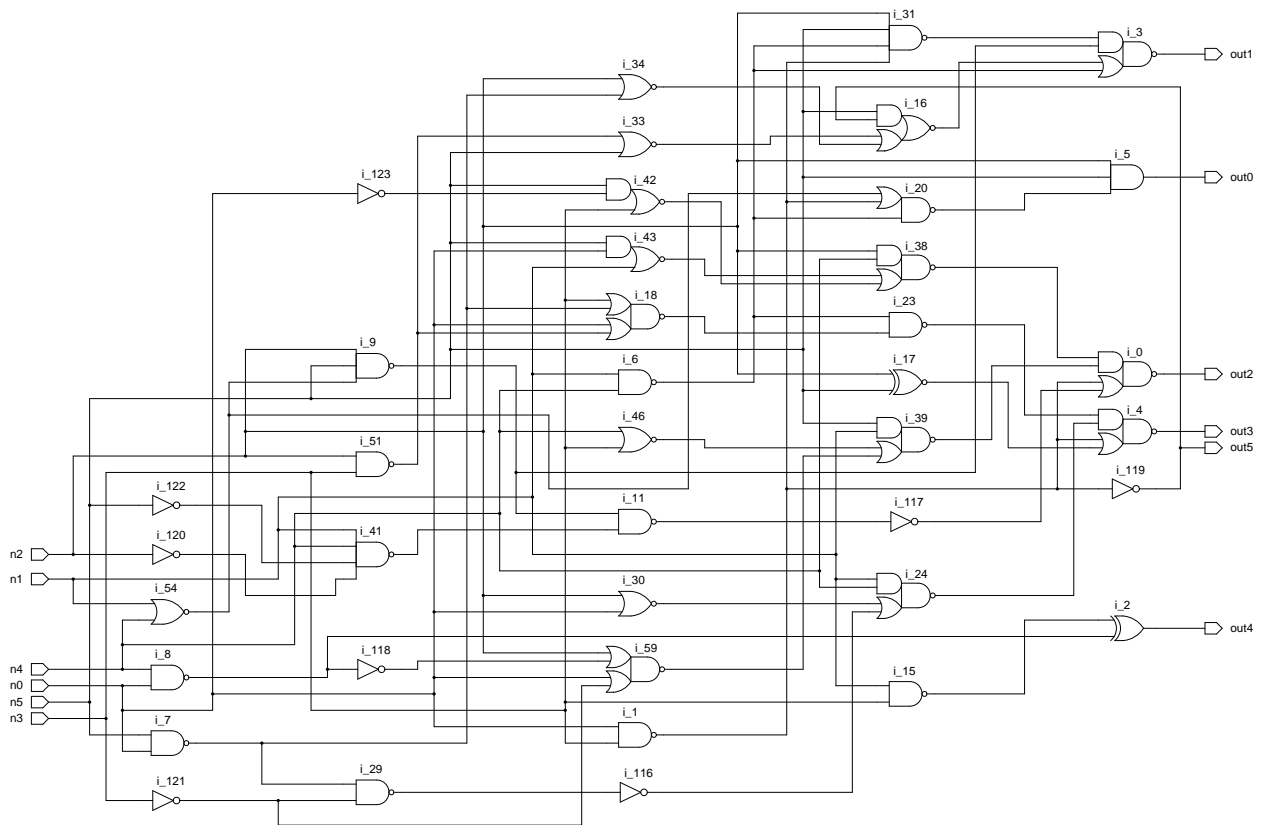 i_31
i_3
out1
i_34
i_16
i_33
i_5
i_123
i_42
i_20
out0
i_43
i_38
i_18
i_23
i_9
i_6
i_17
i_0
out2
i_46
i_39
i_4
out3
i_51
out5
i_122
i_119
i_11
i_117
i_120
i_41
n2
n1
i_54
i_30
i_24
i_2
out4
n4
i_8
i_118
i_59
n0
i_15
n5
n3
i_7
i_1
i_29
i_116
i_121